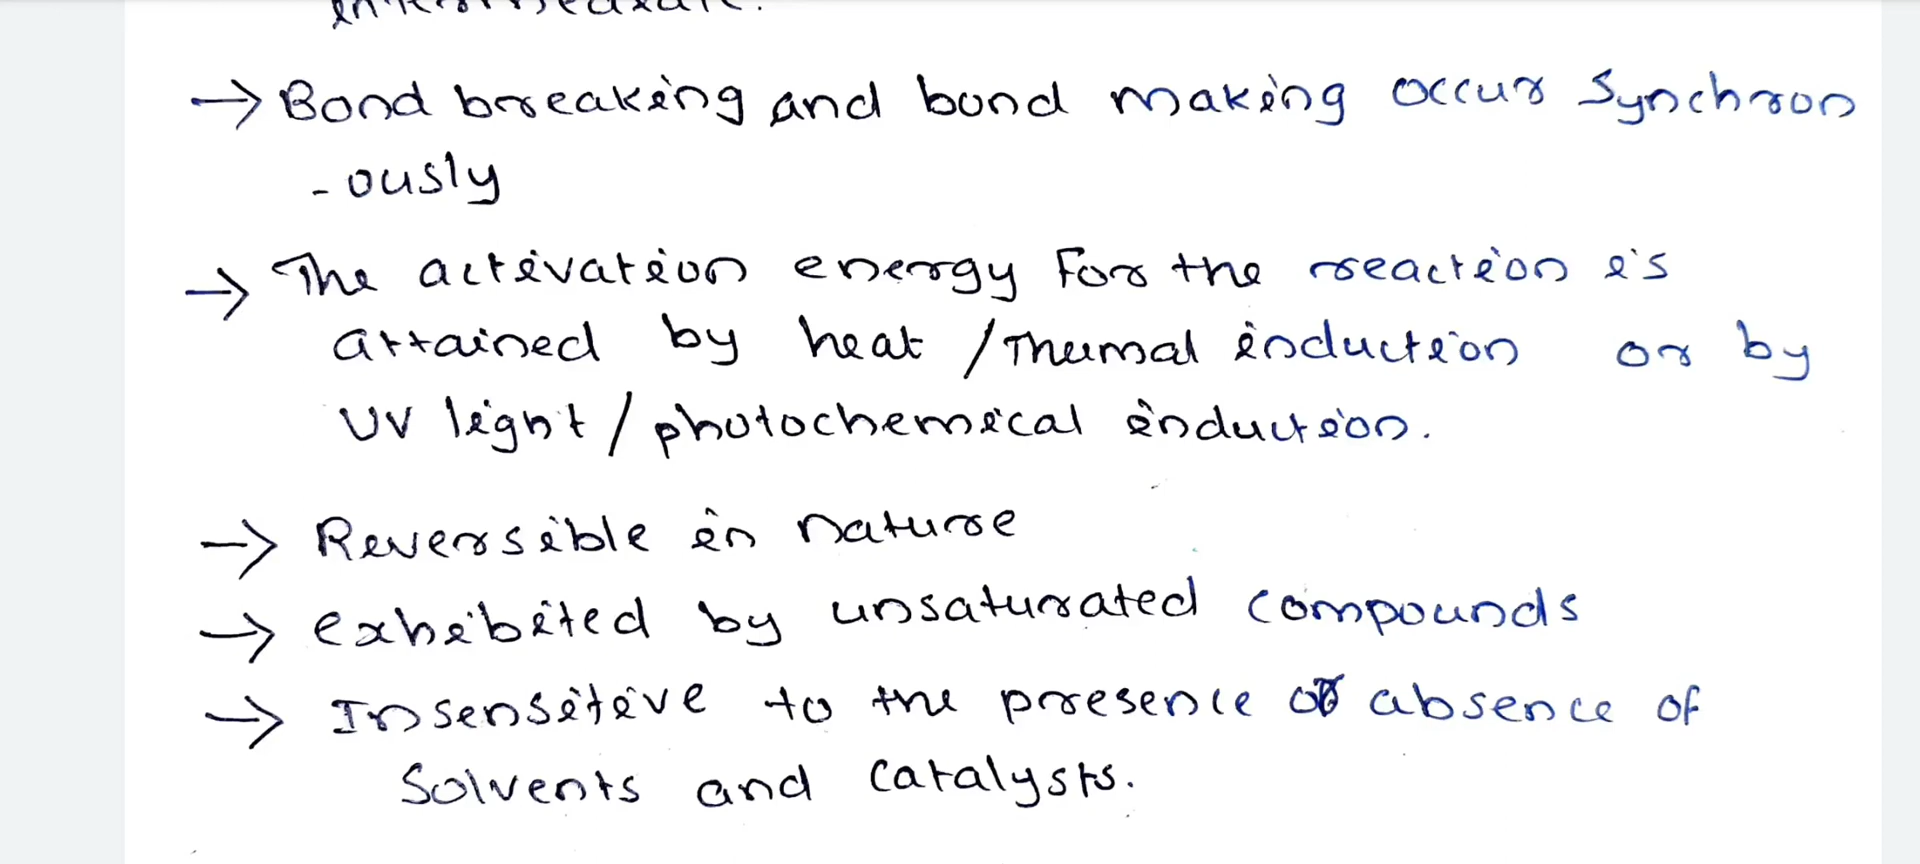 → Bond breaking and bond making occur Synchron
- ously
→ The activation energy For the reaction is
attained by heat / Thermal induction or by
UV light / photochemical induction.
→ Reversible in nature
→ exhibited by unsaturated compounds
→ Insensitive to the presence or absence of
Solvents and catalysts.